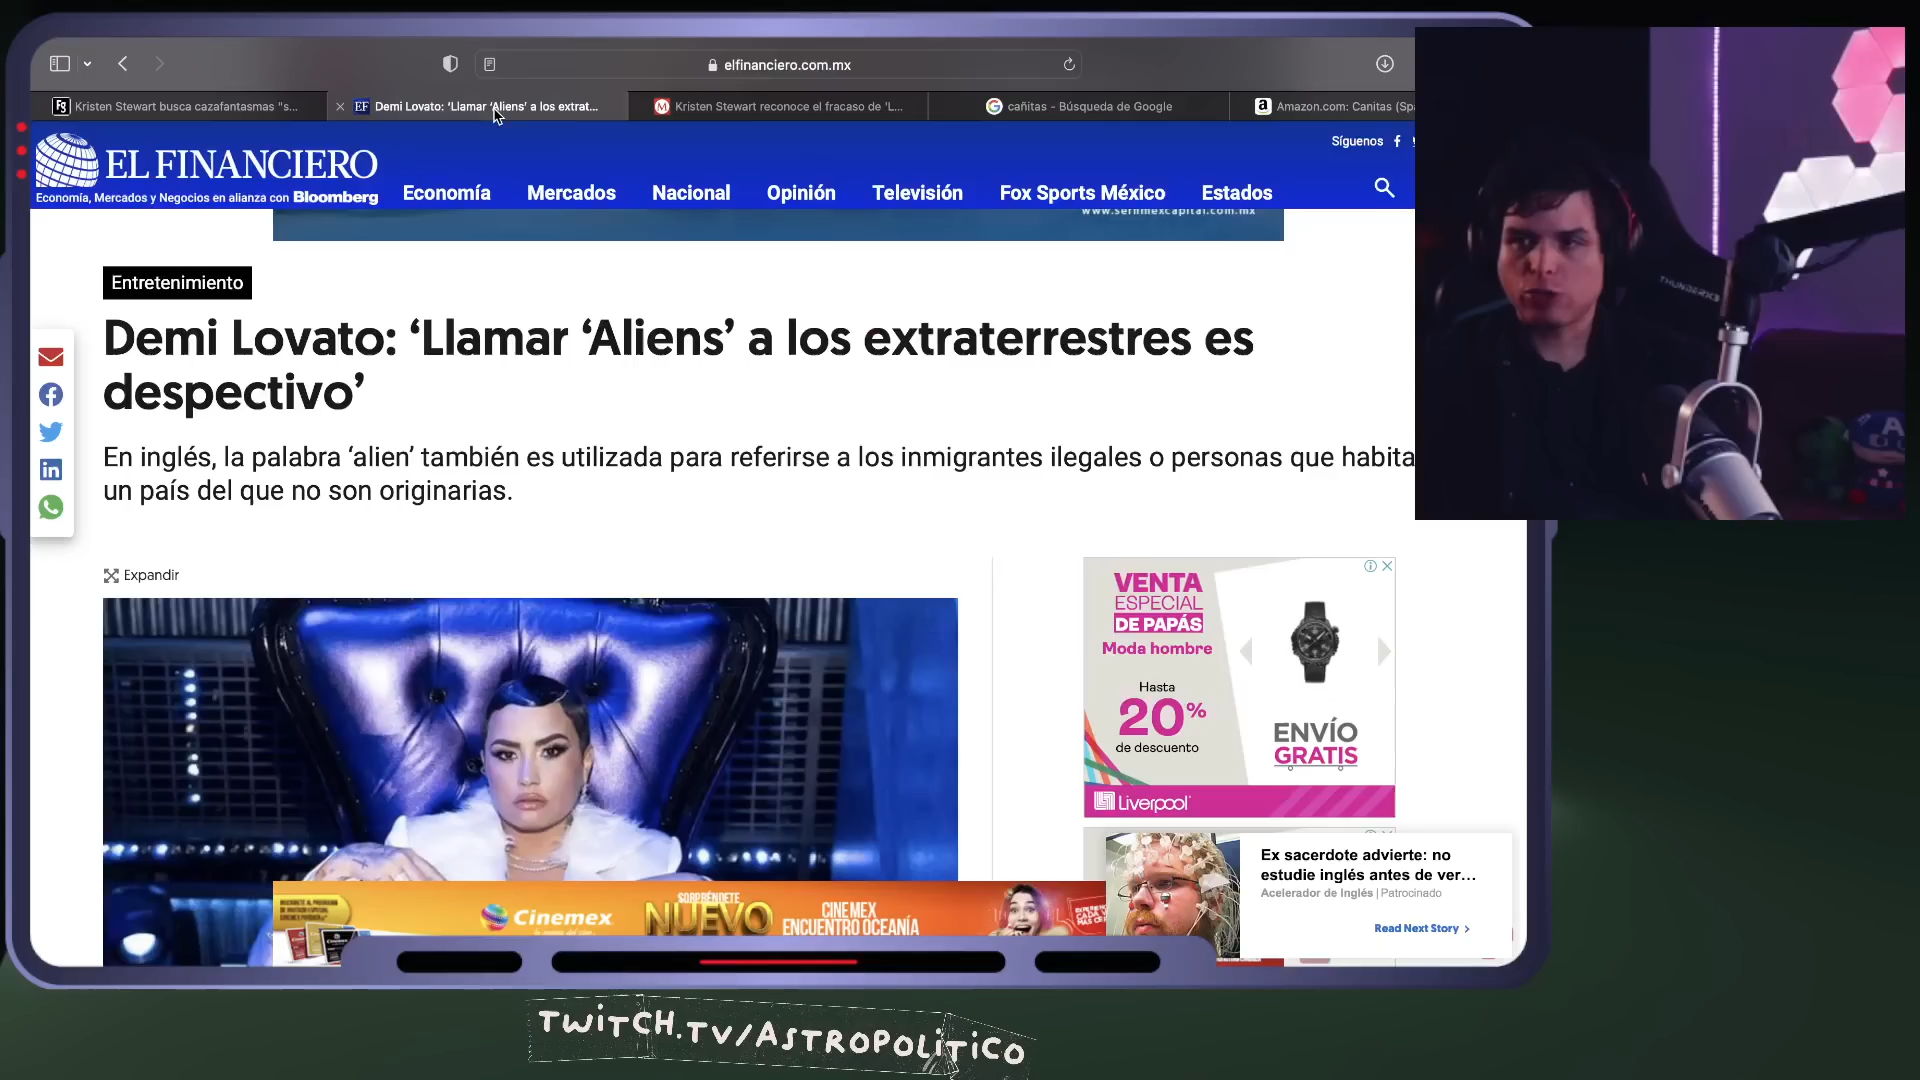 elfinanciero.com.mx
Kristen Stewart busca cazafantasmas "s...
Demi Lovato: ‘Llamar ‘Aliens’ a los extrat...
Kristen Stewart reconoce el fracaso de 'L...
cañitas - Búsqueda de Google
Amazon.com: Canitas (Spa
EL FINANCIERO
Economía, Mercados y Negocios en alianza con Bloomberg
Síguenos
Economía
Mercados
Nacional
Opinión
Televisión
Fox Sports México
Estados
Entretenimiento
Demi Lovato: ‘Llamar ‘Aliens’ a los extraterrestres es
despectivo’
En inglés, la palabra ‘alien’ también es utilizada para referirse a los inmigrantes ilegales o personas que habita
un país del que no son originarias.
Expandir
VENTA
ESPECIAL
DE PAPÁS
Moda hombre
Hasta
20%
de descuento
ENVÍO
GRATIS
Liverpool
Ex sacerdote advierte: no
estudie inglés antes de ver...
Acelerador de Inglés | Patrocinado
Read Next Story
Cinemex
SORPRÉNDETE
NUEVO
CINEMEX
ENCUENTRO OCEANÍA
THUNDERX3
TWITCH.TV/ASTROPOLITICO